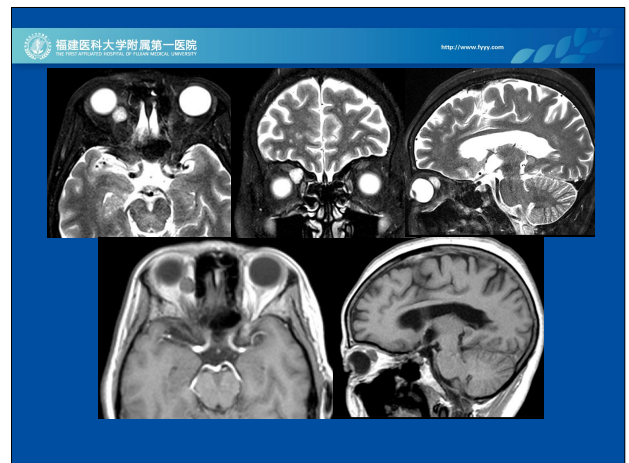 福建医科大学附属第一医院
THE FIRST AFFILIATED HOSPITAL OF FUJIAN MEDICAL UNIVERSITY
http://www.fyyy.com